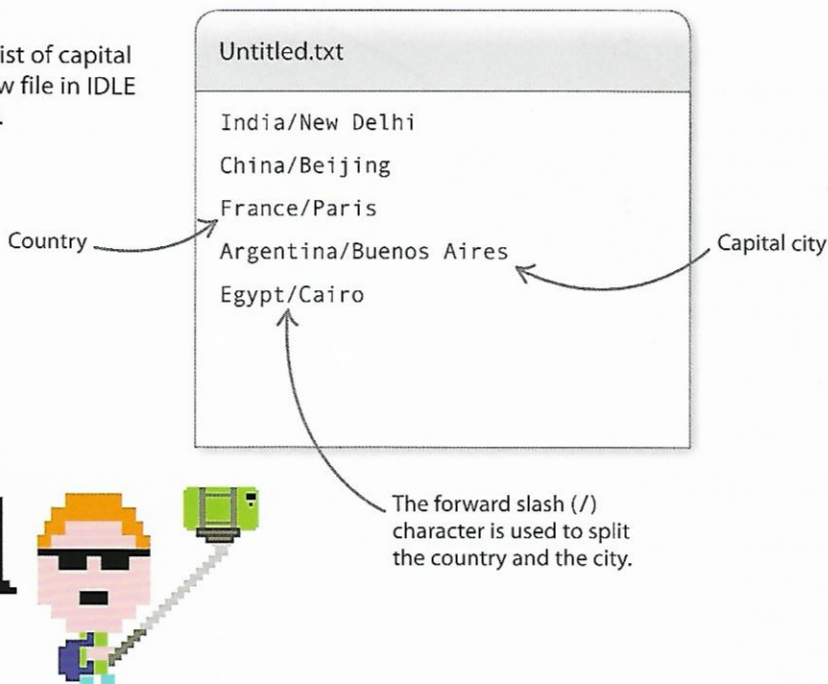 ist of capital
w file in IDLE
.
Untitled.txt
India/New Delhi
China/Beijing
France/Paris
Argentina/Buenos Aires
Egypt/Cairo
Country
Capital city
The forward slash (/)
character is used to split
the country and the city.